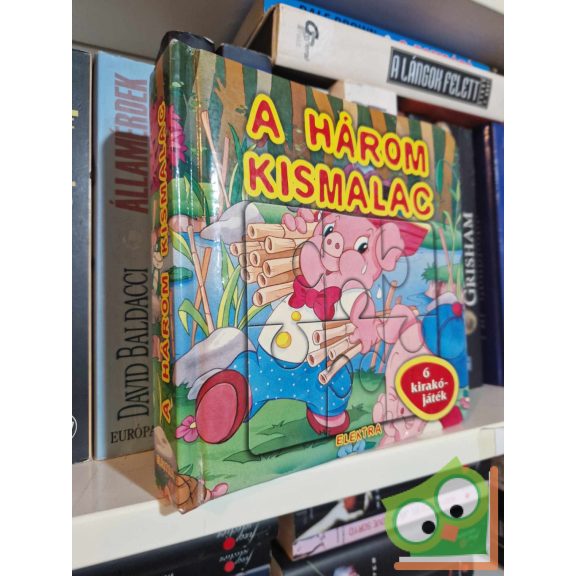 A HÁROM
KISMALAC
6
kirakó-
játék
ELEKTRA
A HÁROM KISMALAC
DAVID BALDACCI
ÁLLAMÉRDEK
EURÓPA
A LÁNGOK FELETT
GRISHAM